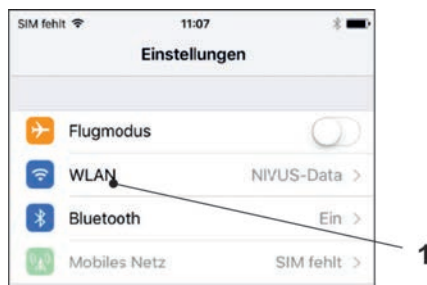 SIM fehlt 11:07
Einstellungen
Flugmodus
WLAN NIVUS-Data >
Bluetooth Ein >
1
Mobiles Netz SIM fehlt >